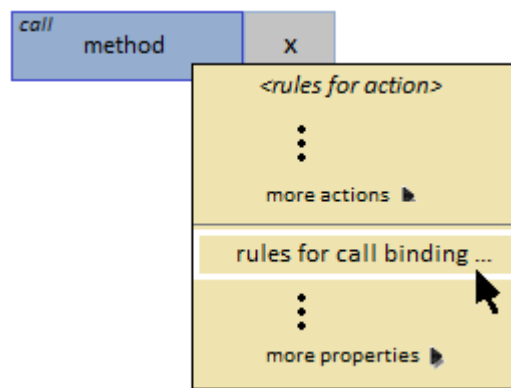 call
method
x
<rules for action>
more actions
rules for call binding ...
more properties